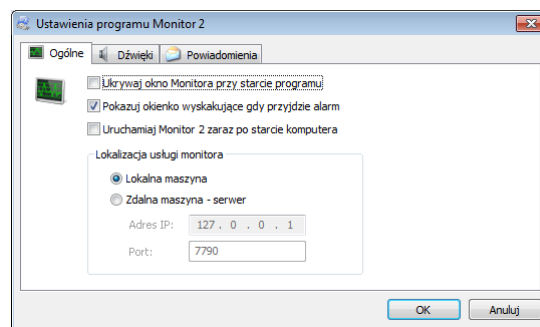 Ustawienia programu Monitor 2
Ogólne Dźwięki Powiadomienia
Ukrywaj okno Monitora przy starcie programu
Pokazuj okienko wyskakujące gdy przyjdzie alarm
Uruchamiaj Monitor 2 zaraz po starcie komputera
Lokalizacja usługi monitora
Lokalna maszyna
Zdalna maszyna - serwer
Adres IP: 127 . 0 . 0 . 1
Port: 7790
OK Anuluj